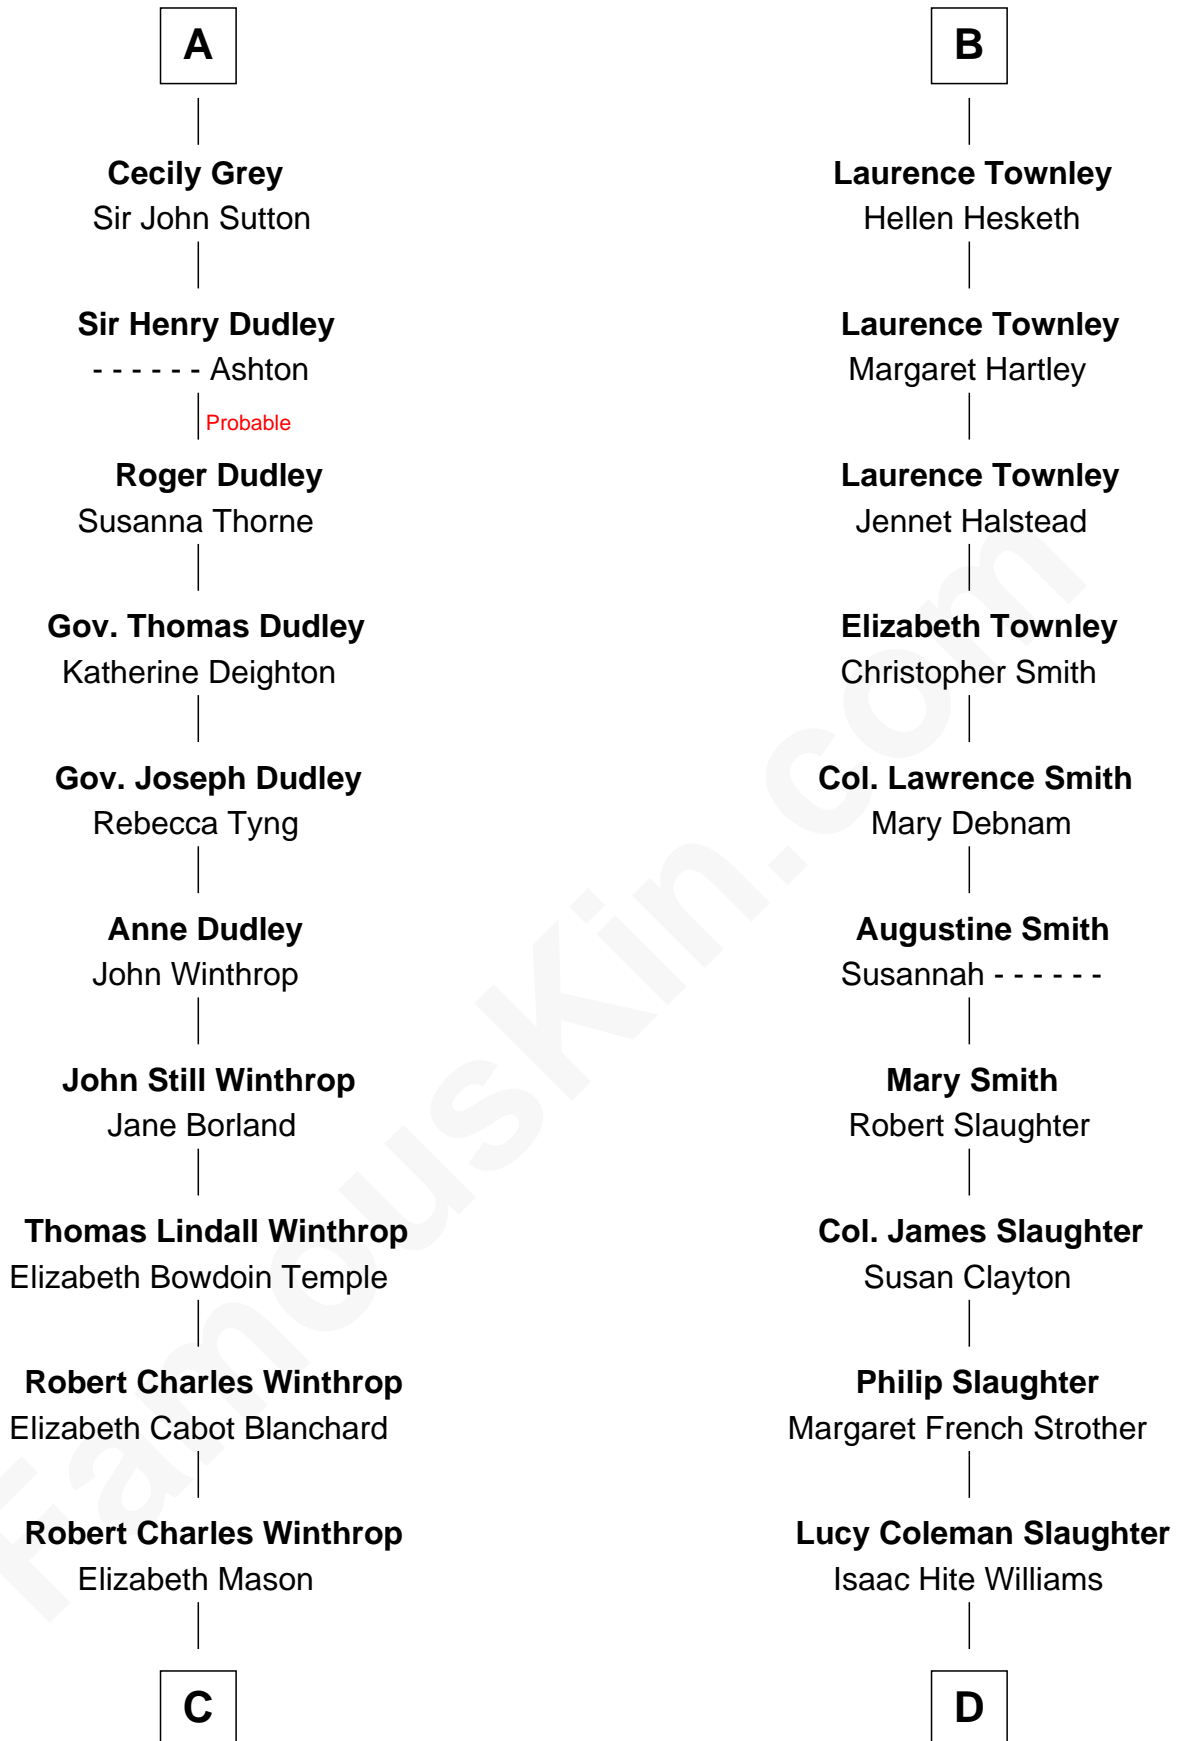 A
Cecily Grey
Sir John Sutton
Sir Henry Dudley
- - - - - - Ashton
Probable
Roger Dudley
Susanna Thorne
Gov. Thomas Dudley
Katherine Deighton
Gov. Joseph Dudley
Rebecca Tyng
Anne Dudley
John Winthrop
John Still Winthrop
Jane Borland
Thomas Lindall Winthrop
Elizabeth Bowdoin Temple
Robert Charles Winthrop
Elizabeth Cabot Blanchard
Robert Charles Winthrop
Elizabeth Mason
C
B
Laurence Townley
Hellen Hesketh
Laurence Townley
Margaret Hartley
Laurence Townley
Jennet Halstead
Elizabeth Townley
Christopher Smith
Col. Lawrence Smith
Mary Debnam
Augustine Smith
Susannah - - - - - -
Mary Smith
Robert Slaughter
Col. James Slaughter
Susan Clayton
Philip Slaughter
Margaret French Strother
Lucy Coleman Slaughter
Isaac Hite Williams
D
FamousKin.com